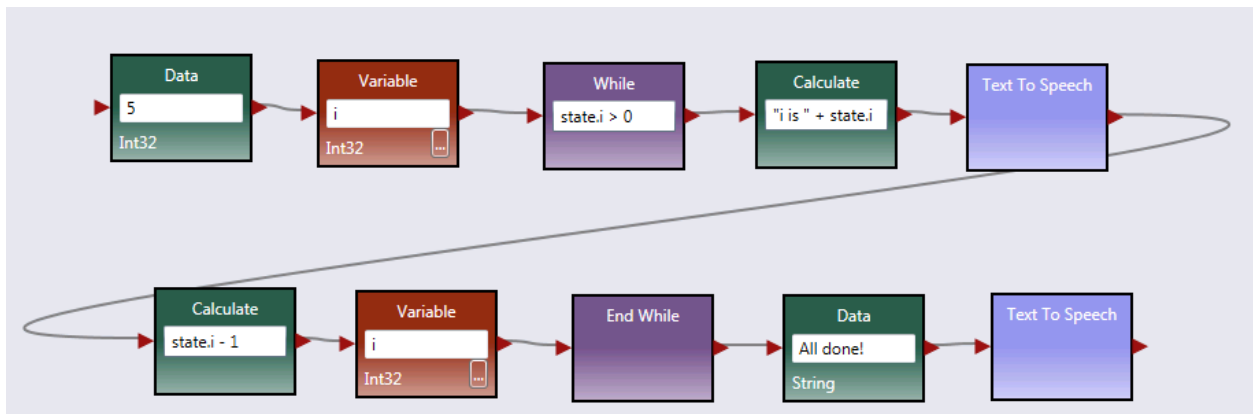 Data
5
Int32
Variable
i
Int32
...
While
state.i > 0
Calculate
"i is " + state.i
Text To Speech
Calculate
state.i - 1
Variable
i
Int32
...
End While
Data
All done!
String
Text To Speech